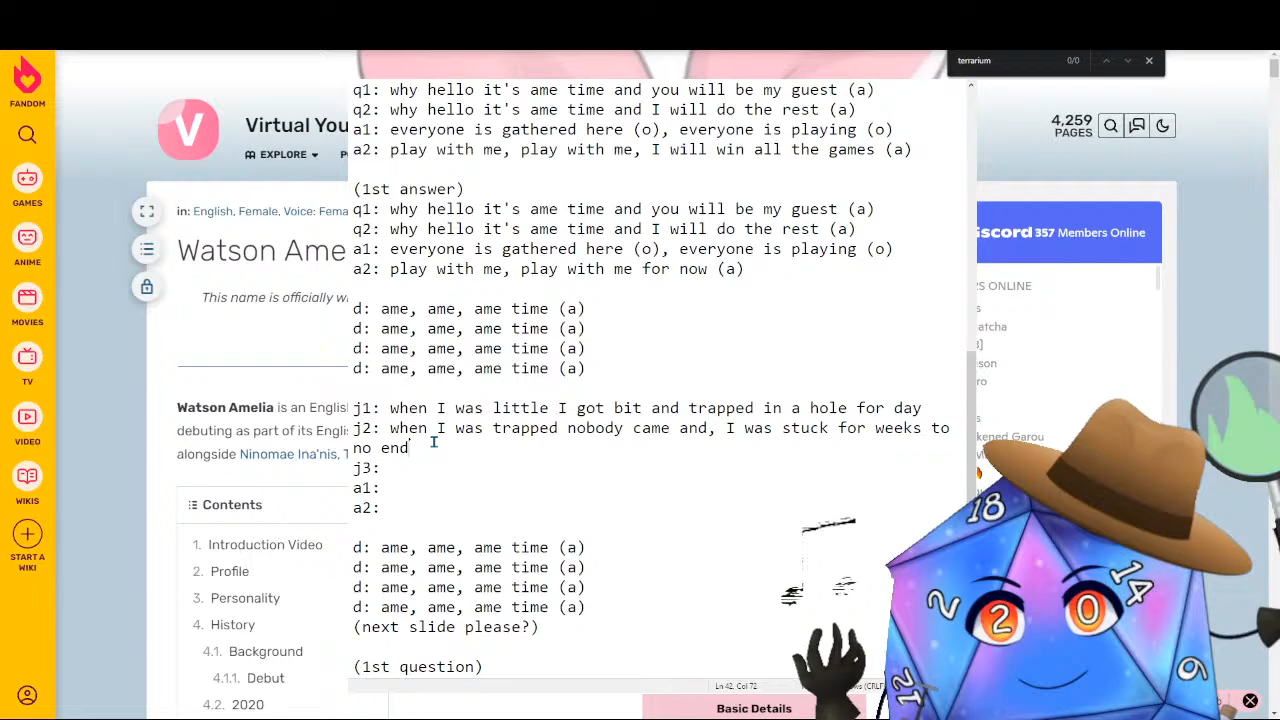 terrarium
0/0
FANDOM
GAMES
ANIME
MOVIES
TV
VIDEO
WIKIS
START A
WIKI
V
Virtual You
EXPLORE
4,259
PAGES
in: English, Female, Voice: Fema
Watson Ame
This name is officially w
Watson Amelia is an Englis
debuting as part of its Englis
alongside Ninomae Ina'nis, T
Contents
1. Introduction Video
2. Profile
3. Personality
4. History
4.1. Background
4.1.1. Debut
4.2. 2020
q1: why hello it's ame time and you will be my guest (a)
q2: why hello it's ame time and I will do the rest (a)
a1: everyone is gathered here (o), everyone is playing (o)
a2: play with me, play with me, I will win all the games (a)
(1st answer)
q1: why hello it's ame time and you will be my guest (a)
q2: why hello it's ame time and I will do the rest (a)
a1: everyone is gathered here (o), everyone is playing (o)
a2: play with me, play with me for now (a)
d: ame, ame, ame time (a)
d: ame, ame, ame time (a)
d: ame, ame, ame time (a)
d: ame, ame, ame time (a)
j1: when I was little I got bit and trapped in a hole for day
j2: when I was trapped nobody came and, I was stuck for weeks to
no end
j3:
a1:
a2:
d: ame, ame, ame time (a)
d: ame, ame, ame time (a)
d: ame, ame, ame time (a)
d: ame, ame, ame time (a)
(next slide please?)
(1st question)
Ln 42, Col 72
(CRLF
Basic Details
scord 357 Members Online
RS ONLINE
atcha
son
ro
kened Garou
18
14
2
2
0
9
12